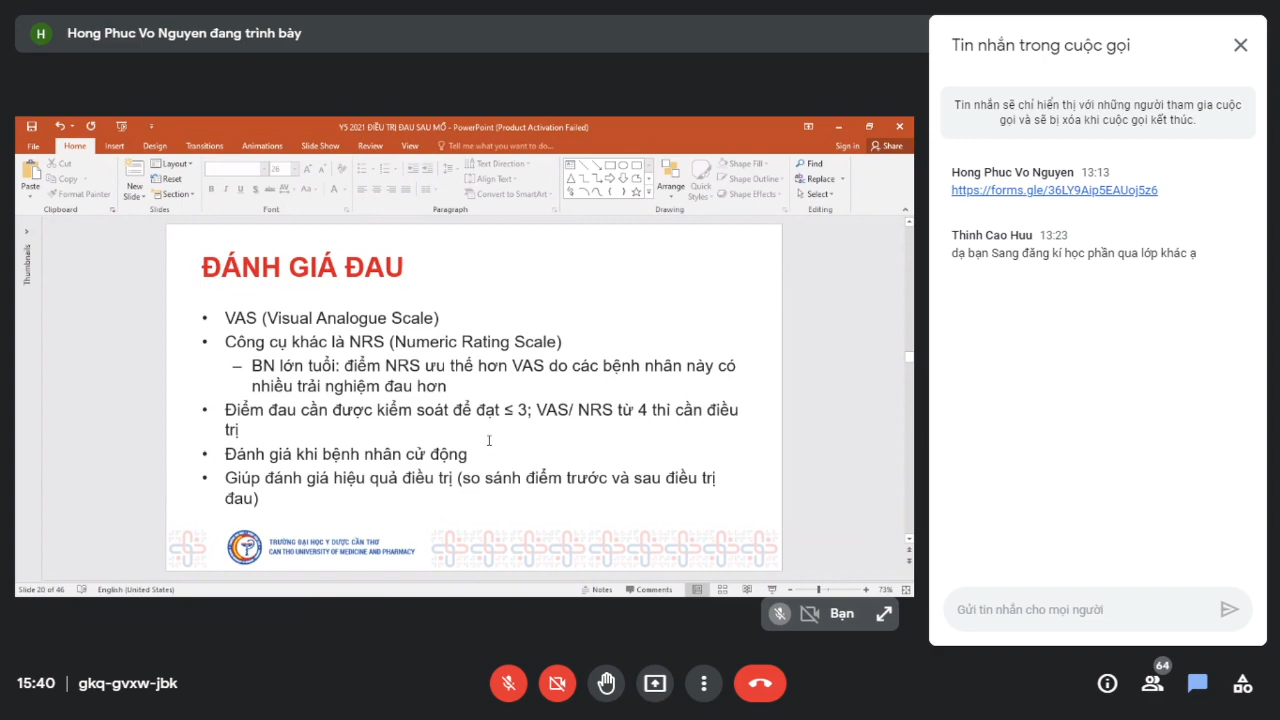 H
Hong Phuc Vo Nguyen đang trình bày
Y5 2021 ĐIỀU TRỊ ĐAU SAU MỔ - PowerPoint (Product Activation Failed)
File Home Insert Design Transitions Animations Slide Show Review View Tell me what you want to do...
Sign in Share
Paste
Cut
Copy
Format Painter
Clipboard
New Slide
Layout
Reset
Section
Slides
26
Font
Text Direction
Align Text
Convert to SmartArt
Paragraph
Arrange
Quick Styles
Shape Fill
Shape Outline
Shape Effects
Drawing
Find
Replace
Select
Editing
Thumbnails
ĐÁNH GIÁ ĐAU
• VAS (Visual Analogue Scale)
• Công cụ khác là NRS (Numeric Rating Scale)
– BN lớn tuổi: điểm NRS ưu thế hơn VAS do các bệnh nhân này có
nhiều trải nghiệm đau hơn
• Điểm đau cần được kiểm soát để đạt ≤ 3; VAS/ NRS từ 4 thì cần điều
trị
• Đánh giá khi bệnh nhân cử động
• Giúp đánh giá hiệu quả điều trị (so sánh điểm trước và sau điều trị
đau)
TRƯỜNG ĐẠI HỌC Y DƯỢC CẦN THƠ
CAN THO UNIVERSITY OF MEDICINE AND PHARMACY
Slide 20 of 46 English (United States)
Notes Comments 73%
Bạn
15:40 | gkq-gvxw-jbk
Tin nhắn trong cuộc gọi
Tin nhắn sẽ chỉ hiển thị với những người tham gia cuộc
gọi và sẽ bị xóa khi cuộc gọi kết thúc.
Hong Phuc Vo Nguyen 13:13
https://forms.gle/36LY9Aip5EAUoj5z6
Thinh Cao Huu 13:23
dạ bạn Sang đăng kí học phần qua lớp khác ạ
Gửi tin nhắn cho mọi người
64